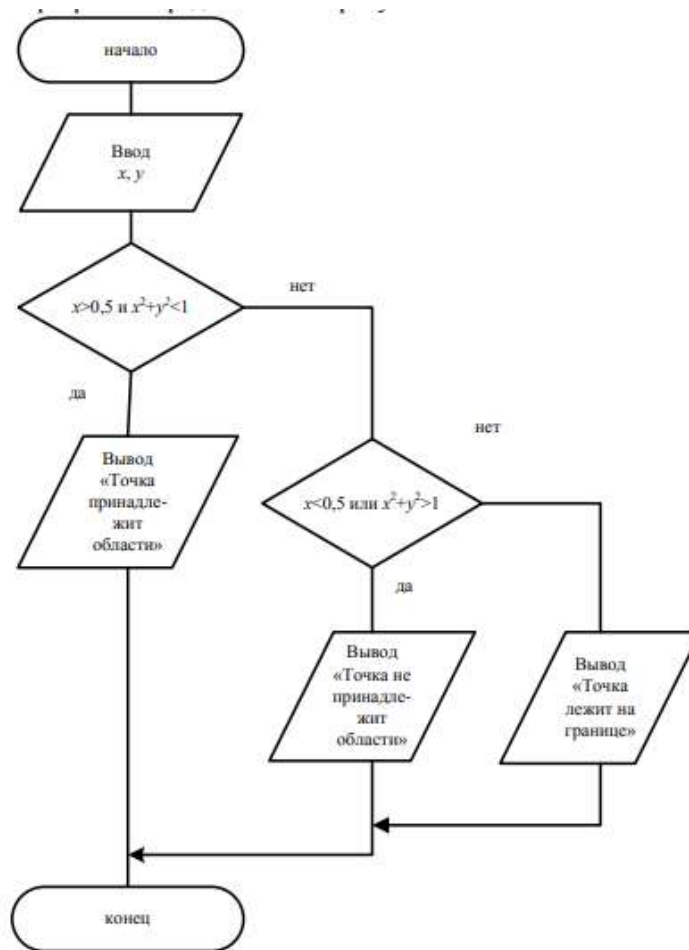 начало
Ввод
x, y
x>0,5 и x²+y²<1
нет
да
нет
Вывод
«Точка
принадле-
жит
области»
x<0,5 или x²+y²>1
да
Вывод
«Точка не
принадле-
жит
области»
Вывод
«Точка
лежит на
границе»
конец